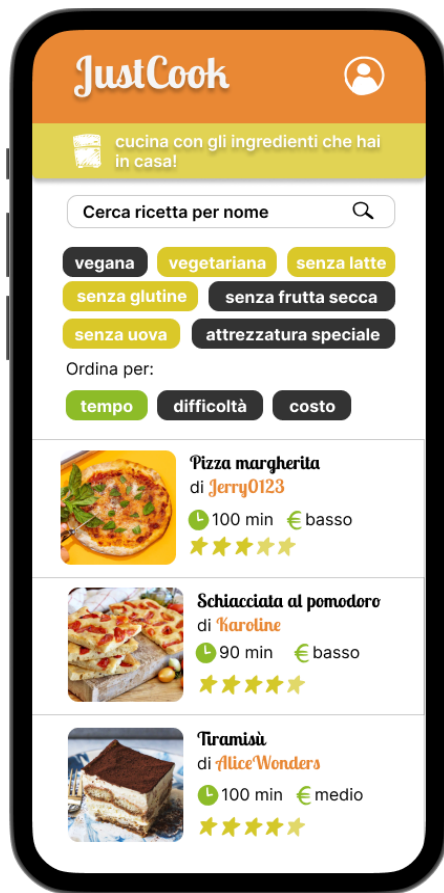 JustCook
cucina con gli ingredienti che hai
in casa!
Cerca ricetta per nome
vegana vegetariana senza latte
senza glutine senza frutta secca
senza uova attrezzatura speciale
Ordina per:
tempo difficoltà costo
Pizza margherita
di Jerry0123
100 min € basso
Schiacciata al pomodoro
di Karoline
90 min € basso
Tiramisù
di AliceWonders
100 min € medio